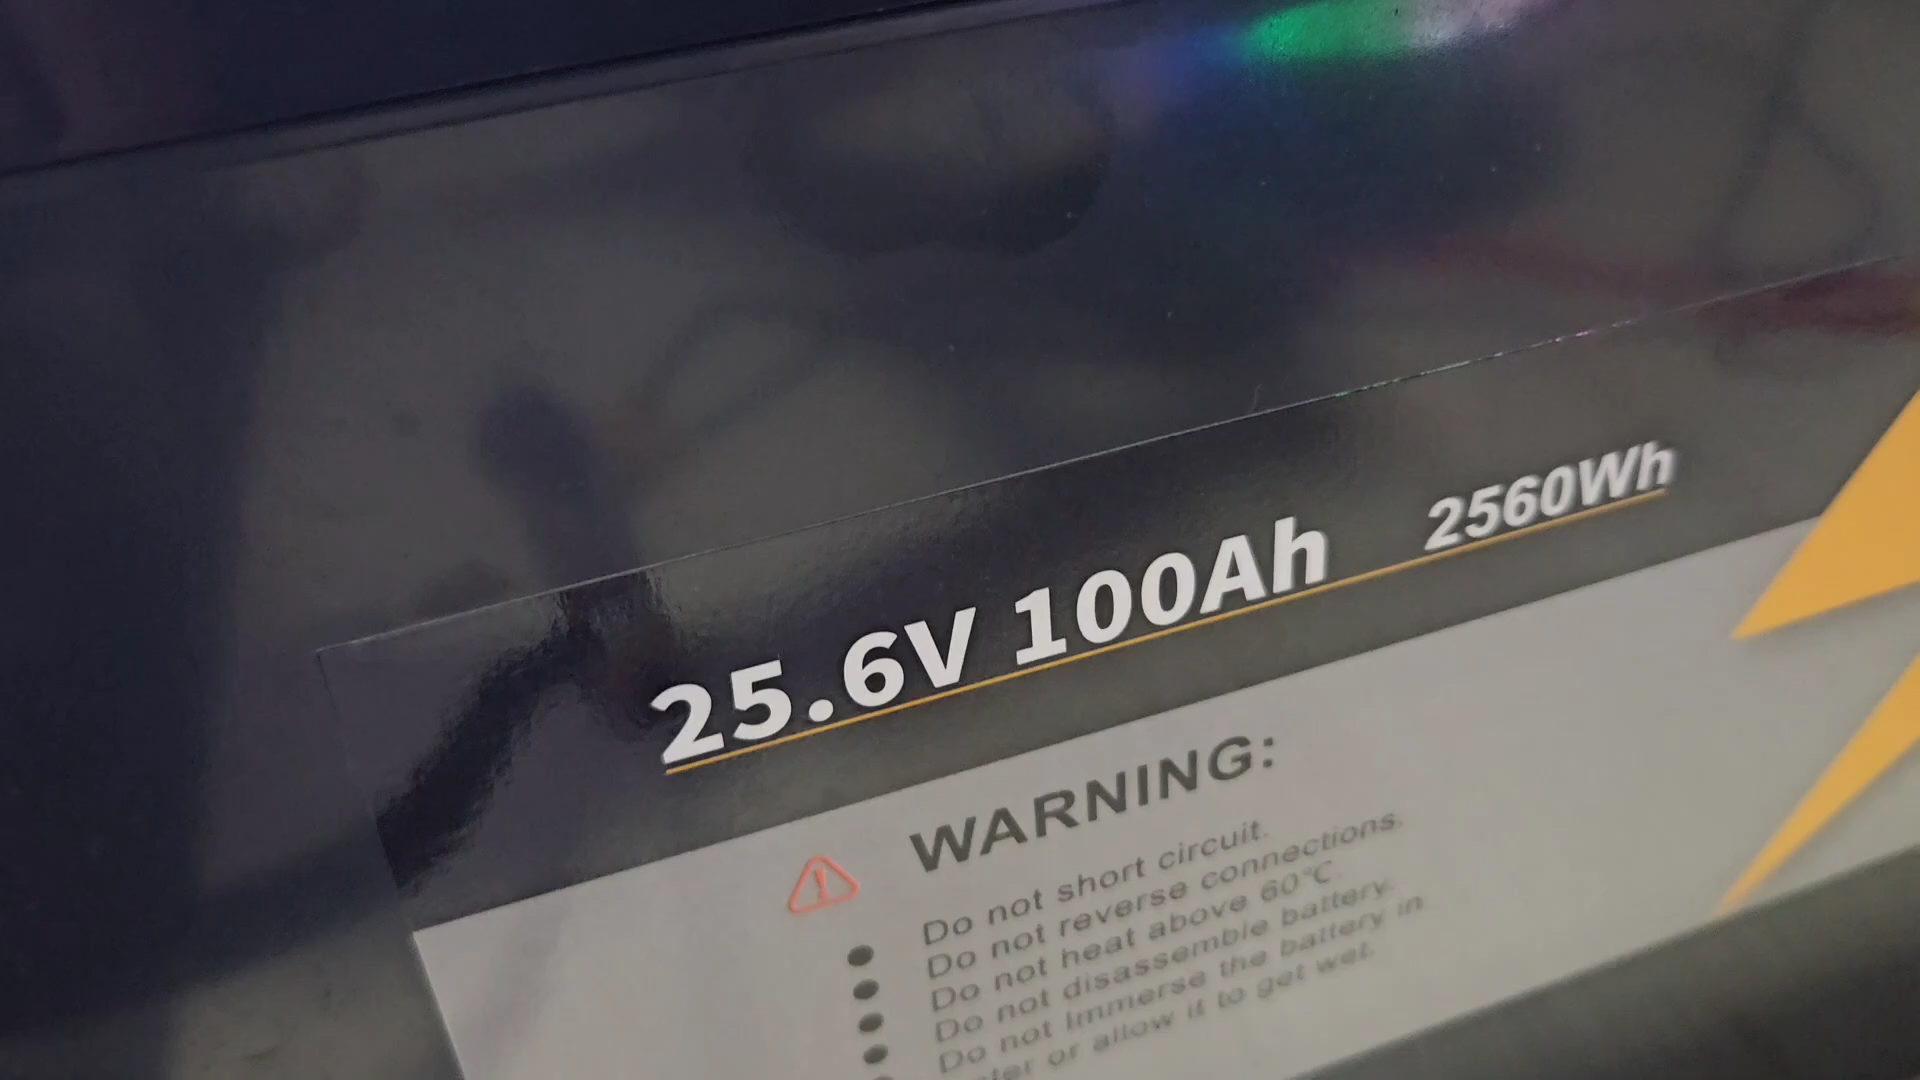 25.6V 100Ah 2560Wh
WARNING:
Do not short circuit.
Do not reverse connections.
Do not heat above 60°C.
Do not disassemble battery.
Do not Immerse the battery in
or allow it to get wet.